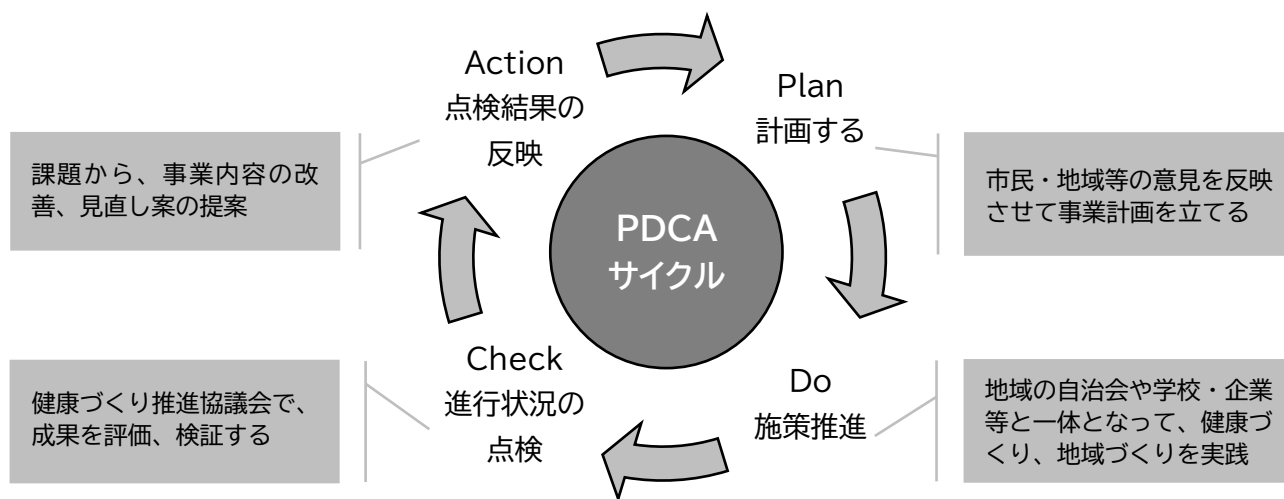 Action
点検結果の
反映
Plan
計画する
課題から、事業内容の改
善、見直し案の提案
市民・地域等の意見を反映
させて事業計画を立てる
PDCA
サイクル
Check
進行状況の
点検
Do
施策推進
健康づくり推進協議会で、
成果を評価、検証する
地域の自治会や学校・企業
等と一体となって、健康づ
くり、地域づくりを実践